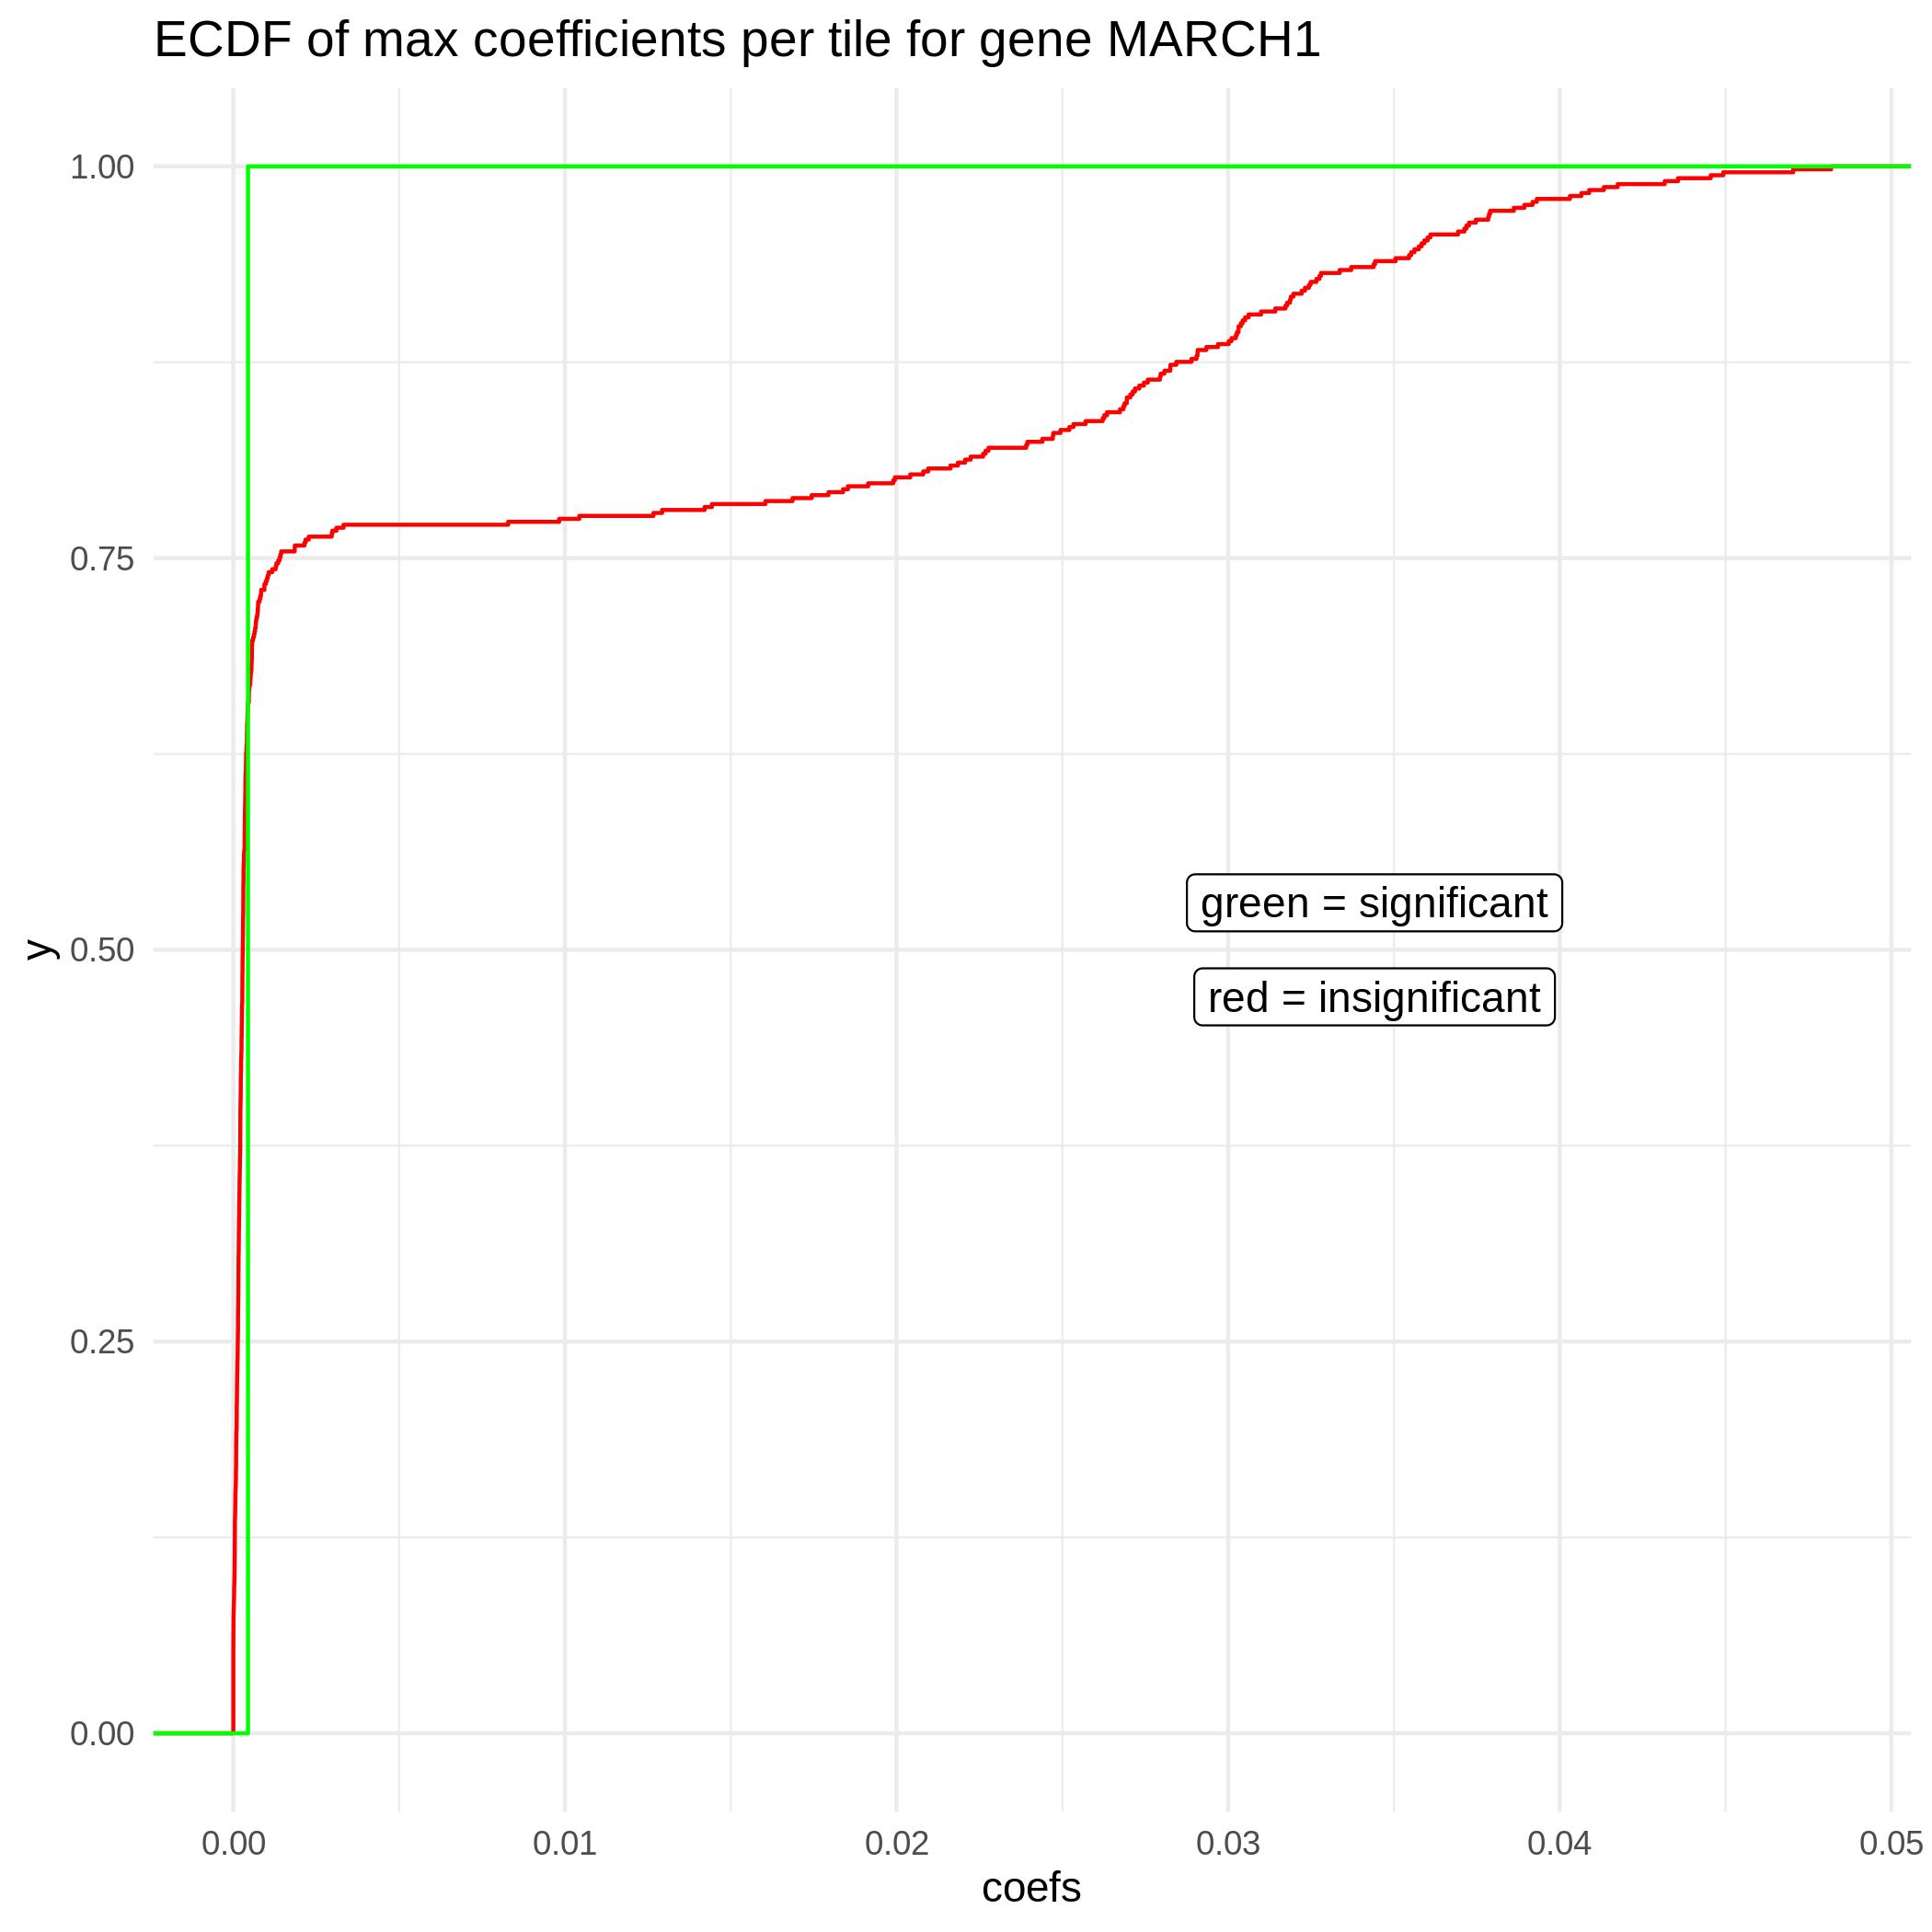 ECDF of max coefficients per tile for gene MARCH1
1.00
0.75
green = significant
y
0.50
red = insignificant
0.25
0.00
0.00 0.01 0.02 0.03 0.04 0.05
coefs